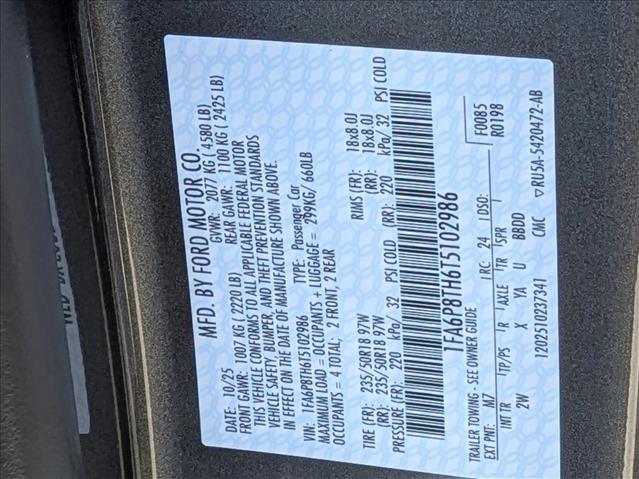 MFD. BY FORD MOTOR CO.
DATE: 10/25 GVWR: 2077 KG ( 4580 LB)
FRONT GAWR: 1007 KG ( 2220 LB) REAR GAWR: 1100 KG ( 2425 LB)
THIS VEHICLE CONFORMS TO ALL APPLICABLE FEDERAL MOTOR
VEHICLE SAFETY, BUMPER, AND THEFT PREVENTION STANDARDS
IN EFFECT ON THE DATE OF MANUFACTURE SHOWN ABOVE.
VIN: 1FA6P8TH6T5102986 TYPE: Passenger Car
MAXIMUM LOAD = OCCUPANTS + LUGGAGE = 299KG/ 660LB
OCCUPANTS = 4 TOTAL; 2 FRONT, 2 REAR
TIRE (FR): 235/50R18 97W RIMS (FR): 18x8.0J
(RR): 235/50R18 97W (RR): 18x8.0J
PRESSURE (FR): 220 kPa/ 32 PSI COLD (RR): 220 kPa/ 32 PSI COLD
1FA6P8TH6T5102986
F0085
R0198
TRAILER TOWING - SEE OWNER GUIDE
EXT PNT: M7 RC: 24 DSO:
INT TR TP/PS R AXLE TR SPR
2W X YA U BBDD
1202510237341 CMC ▽RU5A-5420472-AB